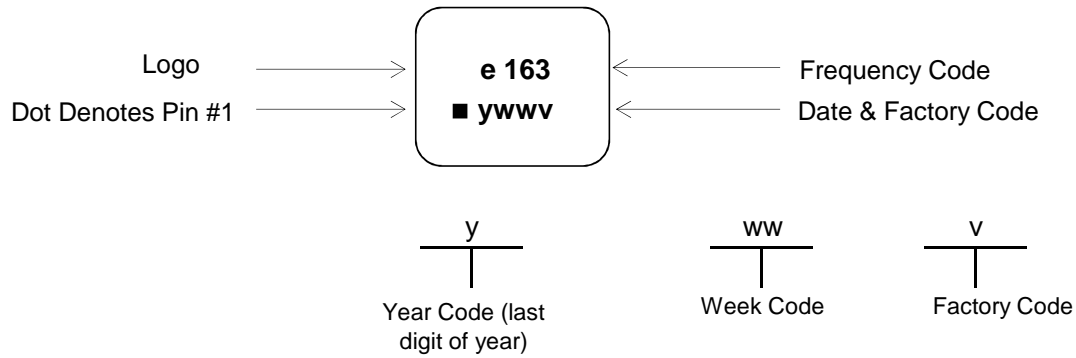 Logo
e 163
Frequency Code
Dot Denotes Pin #1
■ ywwv
Date & Factory Code
y
ww
v
Year Code (last
digit of year)
Week Code
Factory Code